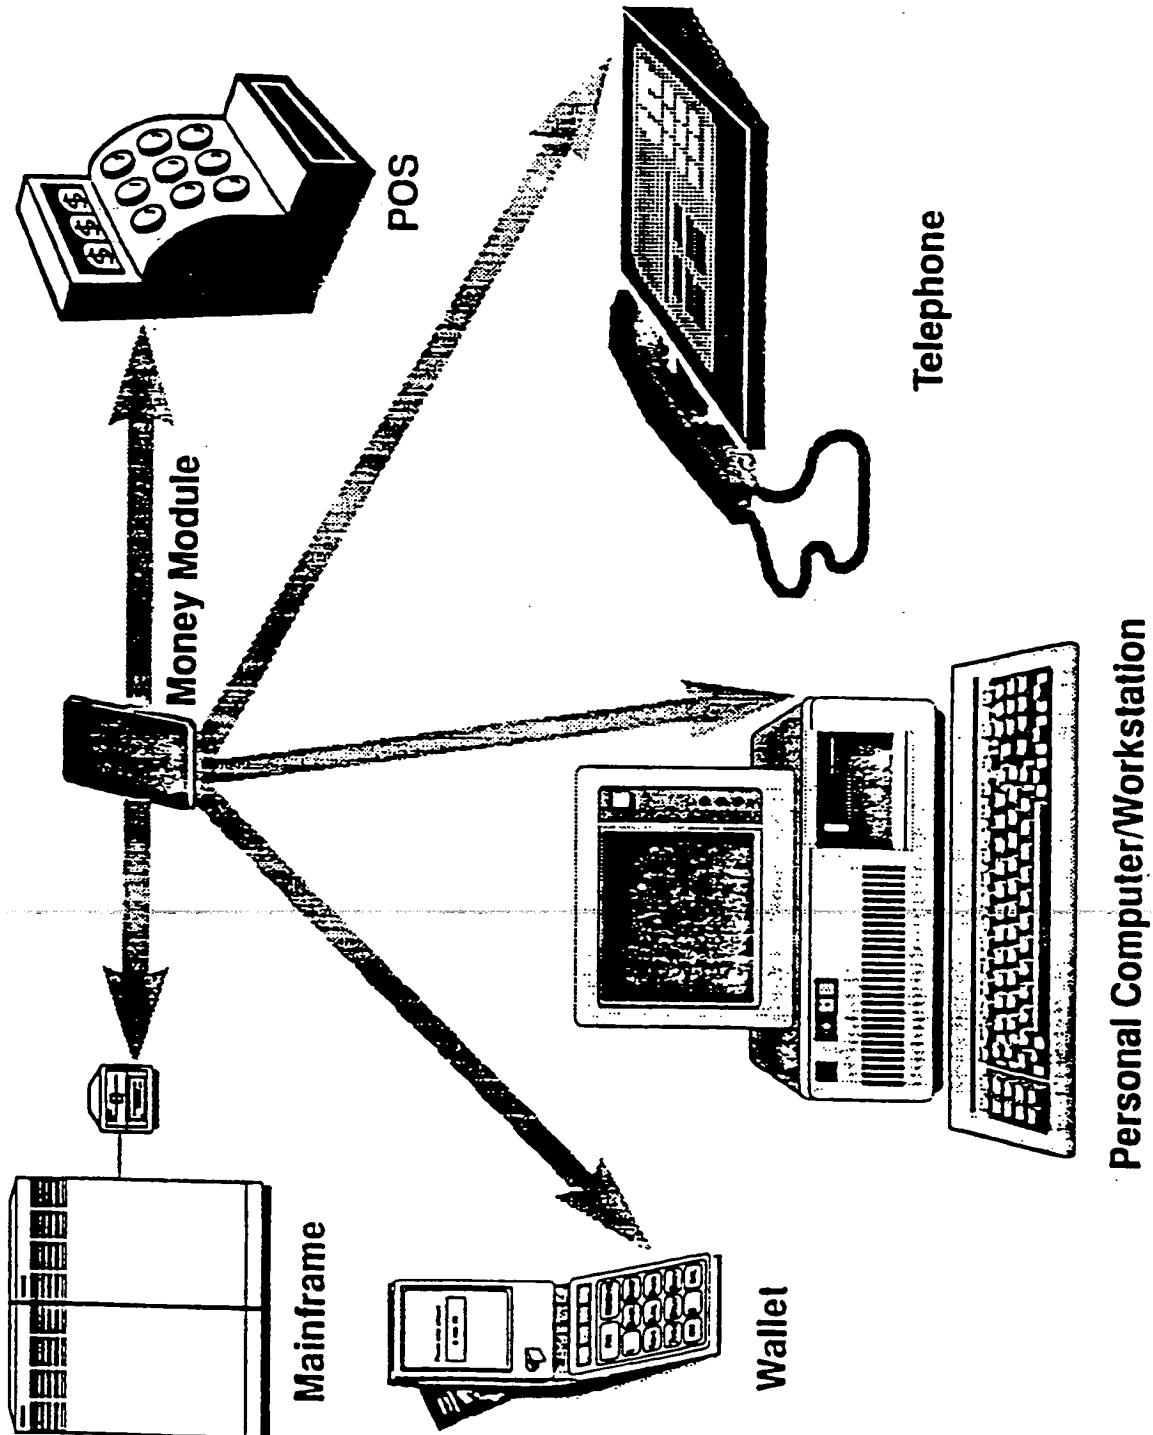 Mainframe
Money Module
$ $ $
POS
Wallet
Personal Computer/Workstation
Telephone